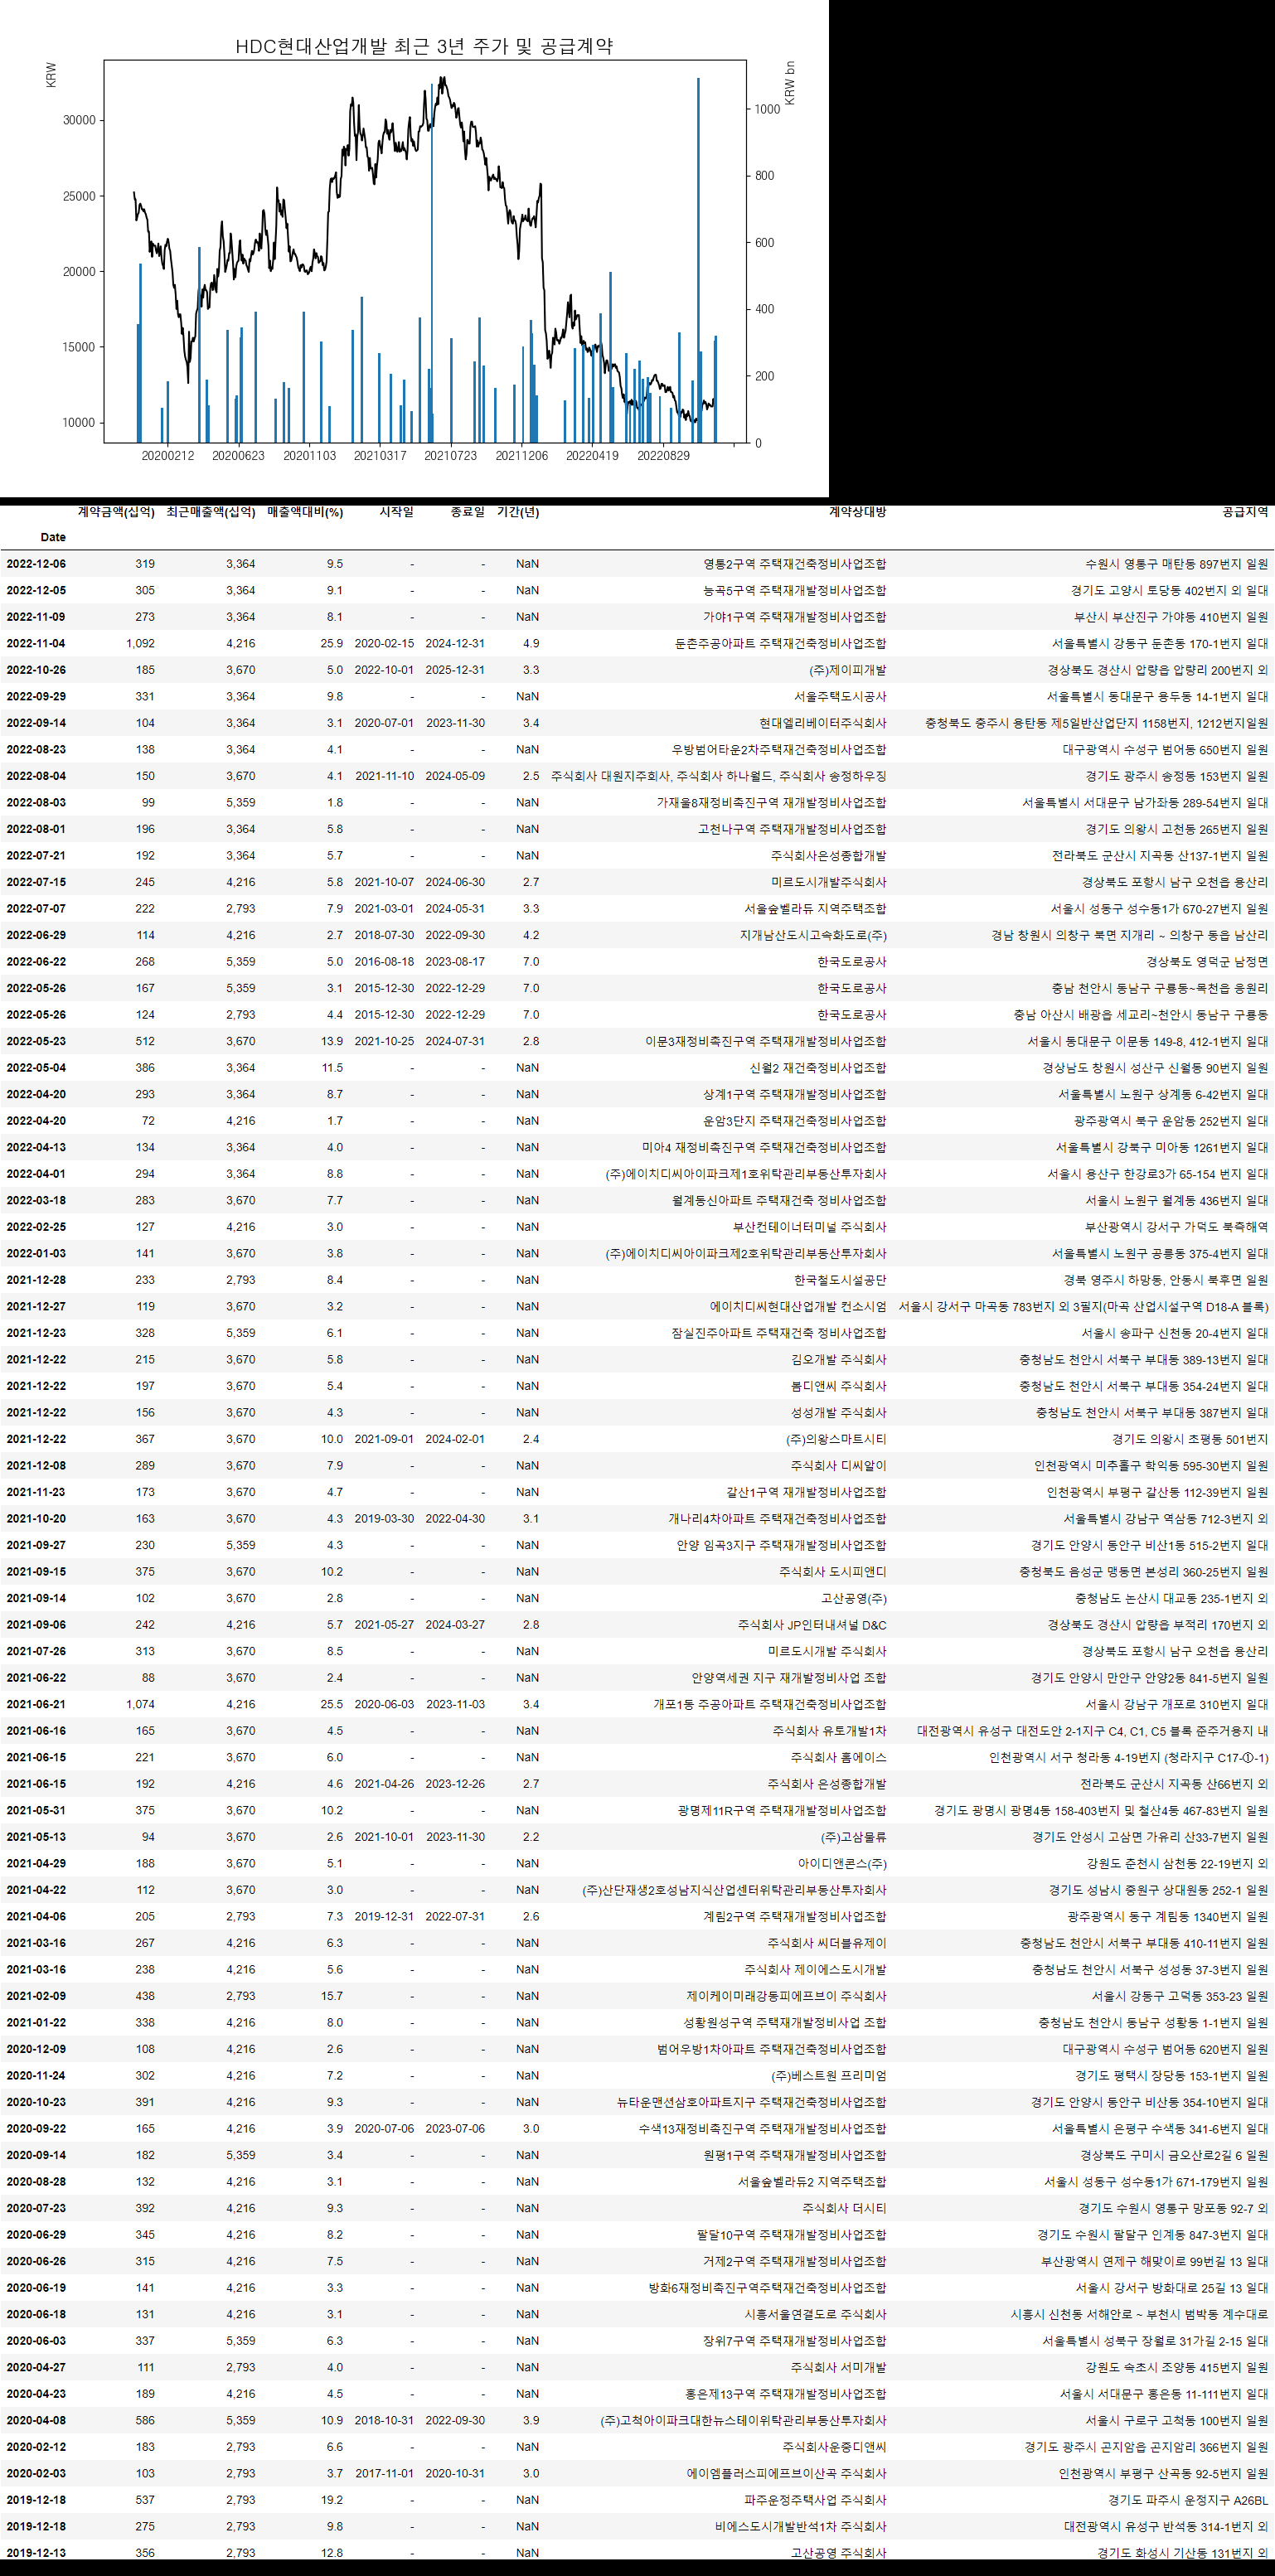 HDC현대산업개발 최근 3년 주가 및 공급계약
KRW
KRW bn
30000
25000
20000
15000
10000
1000
800
600
400
200
0
20200212 20200623 20201103 20210317 20210723 20211206 20220419 20220829
계약금액(십억) 최근매출액(십억) 매출액대비(%) 시작일 종료일 기간(년) 계약상대방 공급지역
Date
2022-12-06 319 3,364 9.5 - - NaN 영통2구역 주택재건축정비사업조합 수원시 영통구 매탄동 897번지 일원
2022-12-05 305 3,364 9.1 - - NaN 능곡5구역 주택재개발정비사업조합 경기도 고양시 토당동 402번지 외 일대
2022-11-09 273 3,364 8.1 - - NaN 가야1구역 주택재개발정비사업조합 부산시 부산진구 가야동 410번지 일원
2022-11-04 1,092 4,216 25.9 2020-02-15 2024-12-31 4.9 둔촌주공아파트 주택재건축정비사업조합 서울특별시 강동구 둔촌동 170-1번지 일대
2022-10-26 185 3,670 5.0 2022-10-01 2025-12-31 3.3 (주)제이피개발 경상북도 경산시 압량읍 압량리 200번지 외
2022-09-29 331 3,364 9.8 - - NaN 서울주택도시공사 서울특별시 동대문구 용두동 14-1번지 일대
2022-09-14 104 3,364 3.1 2020-07-01 2023-11-30 3.4 현대엘리베이터주식회사 충청북도 충주시 용탄동 제5일반산업단지 1158번지, 1212번지일원
2022-08-23 138 3,364 4.1 - - NaN 우방범어타운2차주택재건축정비사업조합 대구광역시 수성구 범어동 650번지 일원
2022-08-04 150 3,670 4.1 2021-11-10 2024-05-09 2.5 주식회사 대원지주회사, 주식회사 하나월드, 주식회사 송정하우징 경기도 광주시 송정동 153번지 일원
2022-08-03 99 5,359 1.8 - - NaN 가재울8재정비촉진구역 재개발정비사업조합 서울특별시 서대문구 남가좌동 289-54번지 일대
2022-08-01 196 3,364 5.8 - - NaN 고천나구역 주택재개발정비사업조합 경기도 의왕시 고천동 265번지 일원
2022-07-21 192 3,364 5.7 - - NaN 주식회사은성종합개발 전라북도 군산시 지곡동 산137-1번지 일원
2022-07-15 245 4,216 5.8 2021-10-07 2024-06-30 2.7 미르도시개발주식회사 경상북도 포항시 남구 오천읍 용산리
2022-07-07 222 2,793 7.9 2021-03-01 2024-05-31 3.3 서울숲벨라듀 지역주택조합 서울시 성동구 성수동1가 670-27번지 일원
2022-06-29 114 4,216 2.7 2018-07-30 2022-09-30 4.2 지개남산도시고속화도로(주) 경남 창원시 의창구 북면 지개리 ~ 의창구 동읍 남산리
2022-06-22 268 5,359 5.0 2016-08-18 2023-08-17 7.0 한국도로공사 경상북도 영덕군 남정면
2022-05-26 167 5,359 3.1 2015-12-30 2022-12-29 7.0 한국도로공사 충남 천안시 동남구 구룡동~목천읍 응원리
2022-05-26 124 2,793 4.4 2015-12-30 2022-12-29 7.0 한국도로공사 충남 아산시 배광읍 세교리~천안시 동남구 구룡동
2022-05-23 512 3,670 13.9 2021-10-25 2024-07-31 2.8 이문3재정비촉진구역 주택재개발정비사업조합 서울시 동대문구 이문동 149-8, 412-1번지 일대
2022-05-04 386 3,364 11.5 - - NaN 신월2 재건축정비사업조합 경상남도 창원시 성산구 신월동 90번지 일원
2022-04-20 293 3,364 8.7 - - NaN 상계1구역 주택재개발정비사업조합 서울특별시 노원구 상계동 6-42번지 일대
2022-04-20 72 4,216 1.7 - - NaN 운암3단지 주택재건축정비사업조합 광주광역시 북구 운암동 252번지 일원
2022-04-13 134 3,364 4.0 - - NaN 미아4 재정비촉진구역 주택재건축정비사업조합 서울특별시 강북구 미아동 1261번지 일대
2022-04-01 294 3,364 8.8 - - NaN (주)에이치디씨아이파크제1호위탁관리부동산투자회사 서울시 용산구 한강로3가 65-154 번지 일대
2022-03-18 283 3,670 7.7 - - NaN 월계동신아파트 주택재건축 정비사업조합 서울시 노원구 월계동 436번지 일대
2022-02-25 127 4,216 3.0 - - NaN 부산컨테이너터미널 주식회사 부산광역시 강서구 가덕도 북측해역
2022-01-03 141 3,670 3.8 - - NaN (주)에이치디씨아이파크제2호위탁관리부동산투자회사 서울특별시 노원구 공릉동 375-4번지 일대
2021-12-28 233 2,793 8.4 - - NaN 한국철도시설공단 경북 영주시 하망동, 안동시 북후면 일원
2021-12-27 119 3,670 3.2 - - NaN 에이치디씨현대산업개발 컨소시엄 서울시 강서구 마곡동 783번지 외 3필지(마곡 산업시설구역 D18-A 블록)
2021-12-23 328 5,359 6.1 - - NaN 잠실진주아파트 주택재건축 정비사업조합 서울시 송파구 신천동 20-4번지 일대
2021-12-22 215 3,670 5.8 - - NaN 김오개발 주식회사 충청남도 천안시 서북구 부대동 389-13번지 일대
2021-12-22 197 3,670 5.4 - - NaN 봄디앤씨 주식회사 충청남도 천안시 서북구 부대동 354-24번지 일대
2021-12-22 156 3,670 4.3 - - NaN 성성개발 주식회사 충청남도 천안시 서북구 부대동 387번지 일대
2021-12-22 367 3,670 10.0 2021-09-01 2024-02-01 2.4 (주)의왕스마트시티 경기도 의왕시 초평동 501번지
2021-12-08 289 3,670 7.9 - - NaN 주식회사 디씨알이 인천광역시 미추홀구 학익동 595-30번지 일원
2021-11-23 173 3,670 4.7 - - NaN 갈산1구역 재개발정비사업조합 인천광역시 부평구 갈산동 112-39번지 일원
2021-10-20 163 3,670 4.3 2019-03-30 2022-04-30 3.1 개나리4차아파트 주택재건축정비사업조합 서울특별시 강남구 역삼동 712-3번지 외
2021-09-27 230 5,359 4.3 - - NaN 안양 임곡3지구 주택재개발정비사업조합 경기도 안양시 동안구 비산1동 515-2번지 일대
2021-09-15 375 3,670 10.2 - - NaN 주식회사 도시피앤디 충청북도 음성군 맹동면 본성리 360-25번지 일원
2021-09-14 102 3,670 2.8 - - NaN 고산공영(주) 충청남도 논산시 대교동 235-1번지 외
2021-09-06 242 4,216 5.7 2021-05-27 2024-03-27 2.8 주식회사 JP인터내셔널 D&C 경상북도 경산시 압량읍 부적리 170번지 외
2021-07-26 313 3,670 8.5 - - NaN 미르도시개발 주식회사 경상북도 포항시 남구 오천읍 용산리
2021-06-22 88 3,670 2.4 - - NaN 안양역세권 지구 재개발정비사업 조합 경기도 안양시 만안구 안양2동 841-5번지 일원
2021-06-21 1,074 4,216 25.5 2020-06-03 2023-11-03 3.4 개포1동 주공아파트 주택재건축정비사업조합 서울시 강남구 개포로 310번지 일대
2021-06-16 165 3,670 4.5 - - NaN 주식회사 유토개발1차 대전광역시 유성구 대전도안 2-1지구 C4, C1, C5 블록 준주거용지 내
2021-06-15 221 3,670 6.0 - - NaN 주식회사 홈에이스 인천광역시 서구 청라동 4-19번지 (청라지구 C17-①-1)
2021-06-15 192 4,216 4.6 2021-04-26 2023-12-26 2.7 주식회사 은성종합개발 전라북도 군산시 지곡동 산66번지 외
2021-05-31 375 3,670 10.2 - - NaN 광명제11R구역 주택재개발정비사업조합 경기도 광명시 광명4동 158-403번지 및 철산4동 467-83번지 일원
2021-05-13 94 3,670 2.6 2021-10-01 2023-11-30 2.2 (주)고삼물류 경기도 안성시 고삼면 가유리 산33-7번지 일원
2021-04-29 188 3,670 5.1 - - NaN 아이디앤콘스(주) 강원도 춘천시 삼천동 22-19번지 외
2021-04-22 112 3,670 3.0 - - NaN (주)산단재생2호성남지식산업센터위탁관리부동산투자회사 경기도 성남시 중원구 상대원동 252-1 일원
2021-04-06 205 2,793 7.3 2019-12-31 2022-07-31 2.6 계림2구역 주택재개발정비사업조합 광주광역시 동구 계림동 1340번지 일원
2021-03-16 267 4,216 6.3 - - NaN 주식회사 씨더블유제이 충청남도 천안시 서북구 부대동 410-11번지 일원
2021-03-16 238 4,216 5.6 - - NaN 주식회사 제이에스도시개발 충청남도 천안시 서북구 성성동 37-3번지 일원
2021-02-09 438 2,793 15.7 - - NaN 제이케이미래강동피에프브이 주식회사 서울시 강동구 고덕동 353-23 일원
2021-01-22 338 4,216 8.0 - - NaN 성황원성구역 주택재개발정비사업 조합 충청남도 천안시 동남구 성황동 1-1번지 일원
2020-12-09 108 4,216 2.6 - - NaN 범어우방1차아파트 주택재건축정비사업조합 대구광역시 수성구 범어동 620번지 일원
2020-11-24 302 4,216 7.2 - - NaN (주)베스트원 프리미엄 경기도 평택시 장당동 153-1번지 일원
2020-10-23 391 4,216 9.3 - - NaN 뉴타운맨션삼호아파트지구 주택재건축정비사업조합 경기도 안양시 동안구 비산동 354-10번지 일대
2020-09-22 165 4,216 3.9 2020-07-06 2023-07-06 3.0 수색13재정비촉진구역 주택재개발정비사업조합 서울특별시 은평구 수색동 341-6번지 일대
2020-09-14 182 5,359 3.4 - - NaN 원평1구역 주택재개발정비사업조합 경상북도 구미시 금오산로2길 6 일원
2020-08-28 132 4,216 3.1 - - NaN 서울숲벨라듀2 지역주택조합 서울시 성동구 성수동1가 671-179번지 일원
2020-07-23 392 4,216 9.3 - - NaN 주식회사 더시티 경기도 수원시 영통구 망포동 92-7 외
2020-06-29 345 4,216 8.2 - - NaN 팔달10구역 주택재개발정비사업조합 경기도 수원시 팔달구 인계동 847-3번지 일대
2020-06-26 315 4,216 7.5 - - NaN 거제2구역 주택재개발정비사업조합 부산광역시 연제구 해맞이로 99번길 13 일대
2020-06-19 141 4,216 3.3 - - NaN 방화6재정비촉진구역주택재건축정비사업조합 서울시 강서구 방화대로 25길 13 일대
2020-06-18 131 4,216 3.1 - - NaN 시흥서울연결도로 주식회사 시흥시 신천동 서해안로 ~ 부천시 범박동 계수대로
2020-06-03 337 5,359 6.3 - - NaN 장위7구역 주택재개발정비사업조합 서울특별시 성북구 장월로 31가길 2-15 일대
2020-04-27 111 2,793 4.0 - - NaN 주식회사 서미개발 강원도 속초시 조양동 415번지 일원
2020-04-23 189 4,216 4.5 - - NaN 홍은제13구역 주택재개발정비사업조합 서울시 서대문구 홍은동 11-111번지 일대
2020-04-08 586 5,359 10.9 2018-10-31 2022-09-30 3.9 (주)고척아이파크대한뉴스테이위탁관리부동산투자회사 서울시 구로구 고척동 100번지 일원
2020-02-12 183 2,793 6.6 - - NaN 주식회사운중디앤씨 경기도 광주시 곤지암읍 곤지암리 366번지 일원
2020-02-03 103 2,793 3.7 2017-11-01 2020-10-31 3.0 에이엠플러스피에프브이산곡 주식회사 인천광역시 부평구 산곡동 92-5번지 일원
2019-12-18 537 2,793 19.2 - - NaN 파주운정주택사업 주식회사 경기도 파주시 운정지구 A26BL
2019-12-18 275 2,793 9.8 - - NaN 비에스도시개발반석1차 주식회사 대전광역시 유성구 반석동 314-1번지 외
2019-12-13 356 2,793 12.8 - - NaN 고산공영 주식회사 경기도 화성시 기산동 131번지 외